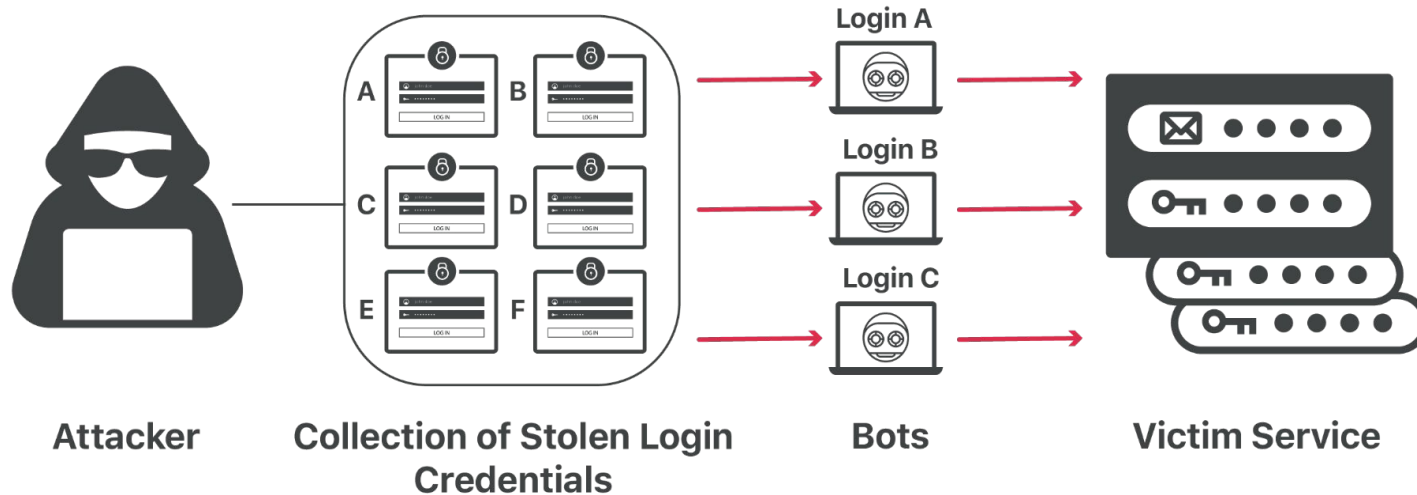 Login A
A
B
LOG IN
LOG IN
Login B
C
D
LOG IN
LOG IN
Login C
E
F
LOG IN
LOG IN
Attacker
Collection of Stolen Login
Credentials
Bots
Victim Service